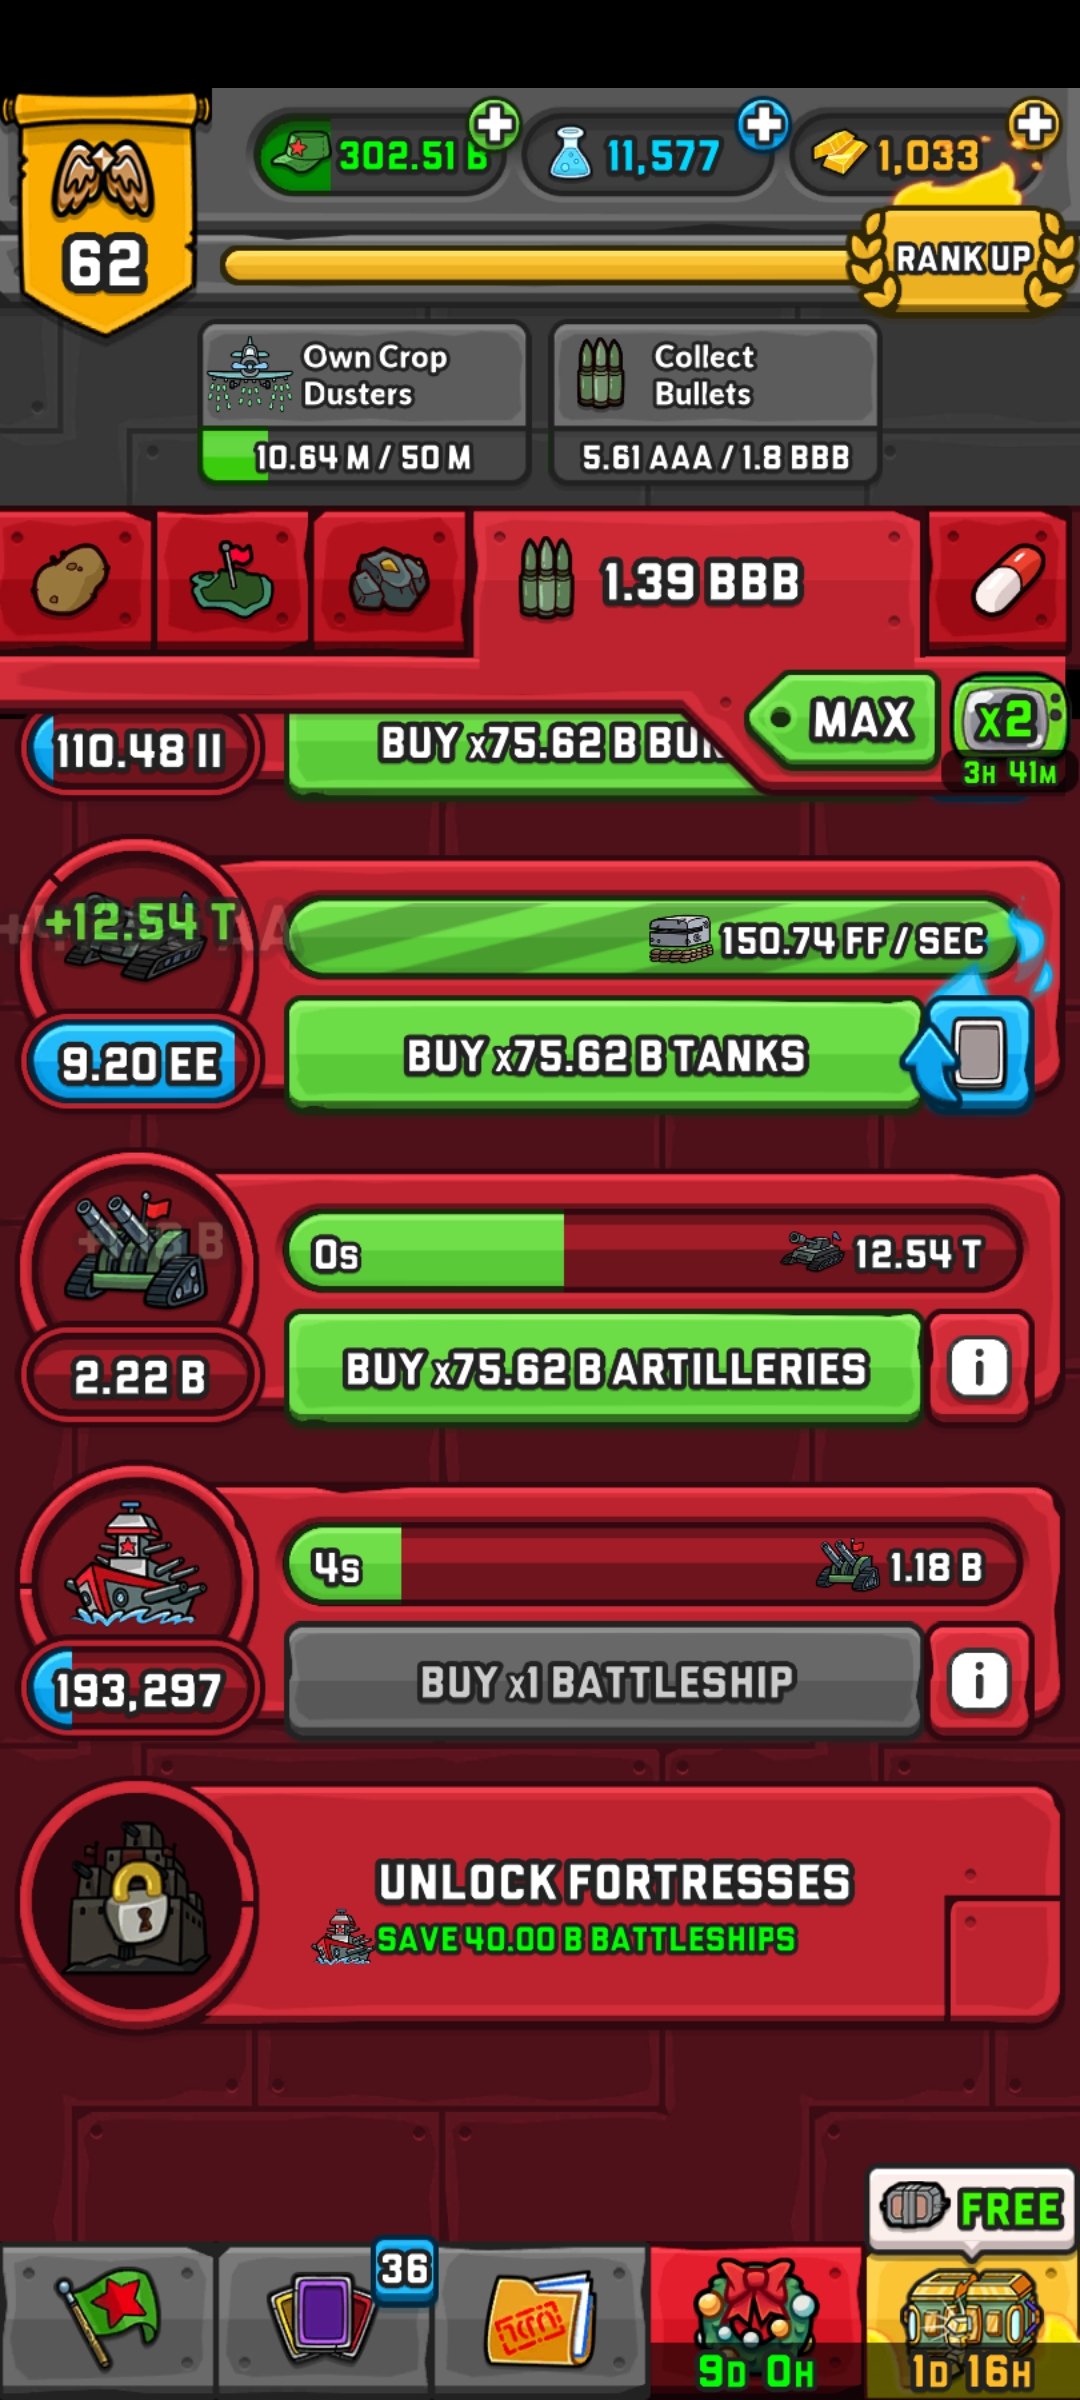 302.51 B
11,577
1,033
62
RANK UP
Own Crop
Dusters
10.64 M / 50 M
Collect
Bullets
5.61 AAA / 1.8 BBB
1.39 BBB
MAX
x2
3H 41M
110.48 II
BUY x75.62 B
+12.54 T
150.74 FF / SEC
9.20 EE
BUY x75.62 B TANKS
0s
12.54 T
2.22 B
BUY x75.62 B ARTILLERIES
i
4s
1.18 B
193,297
BUY x1 BATTLESHIP
i
UNLOCK FORTRESSES
SAVE 40.00 B BATTLESHIPS
FREE
36
9D 0H
1D 16H